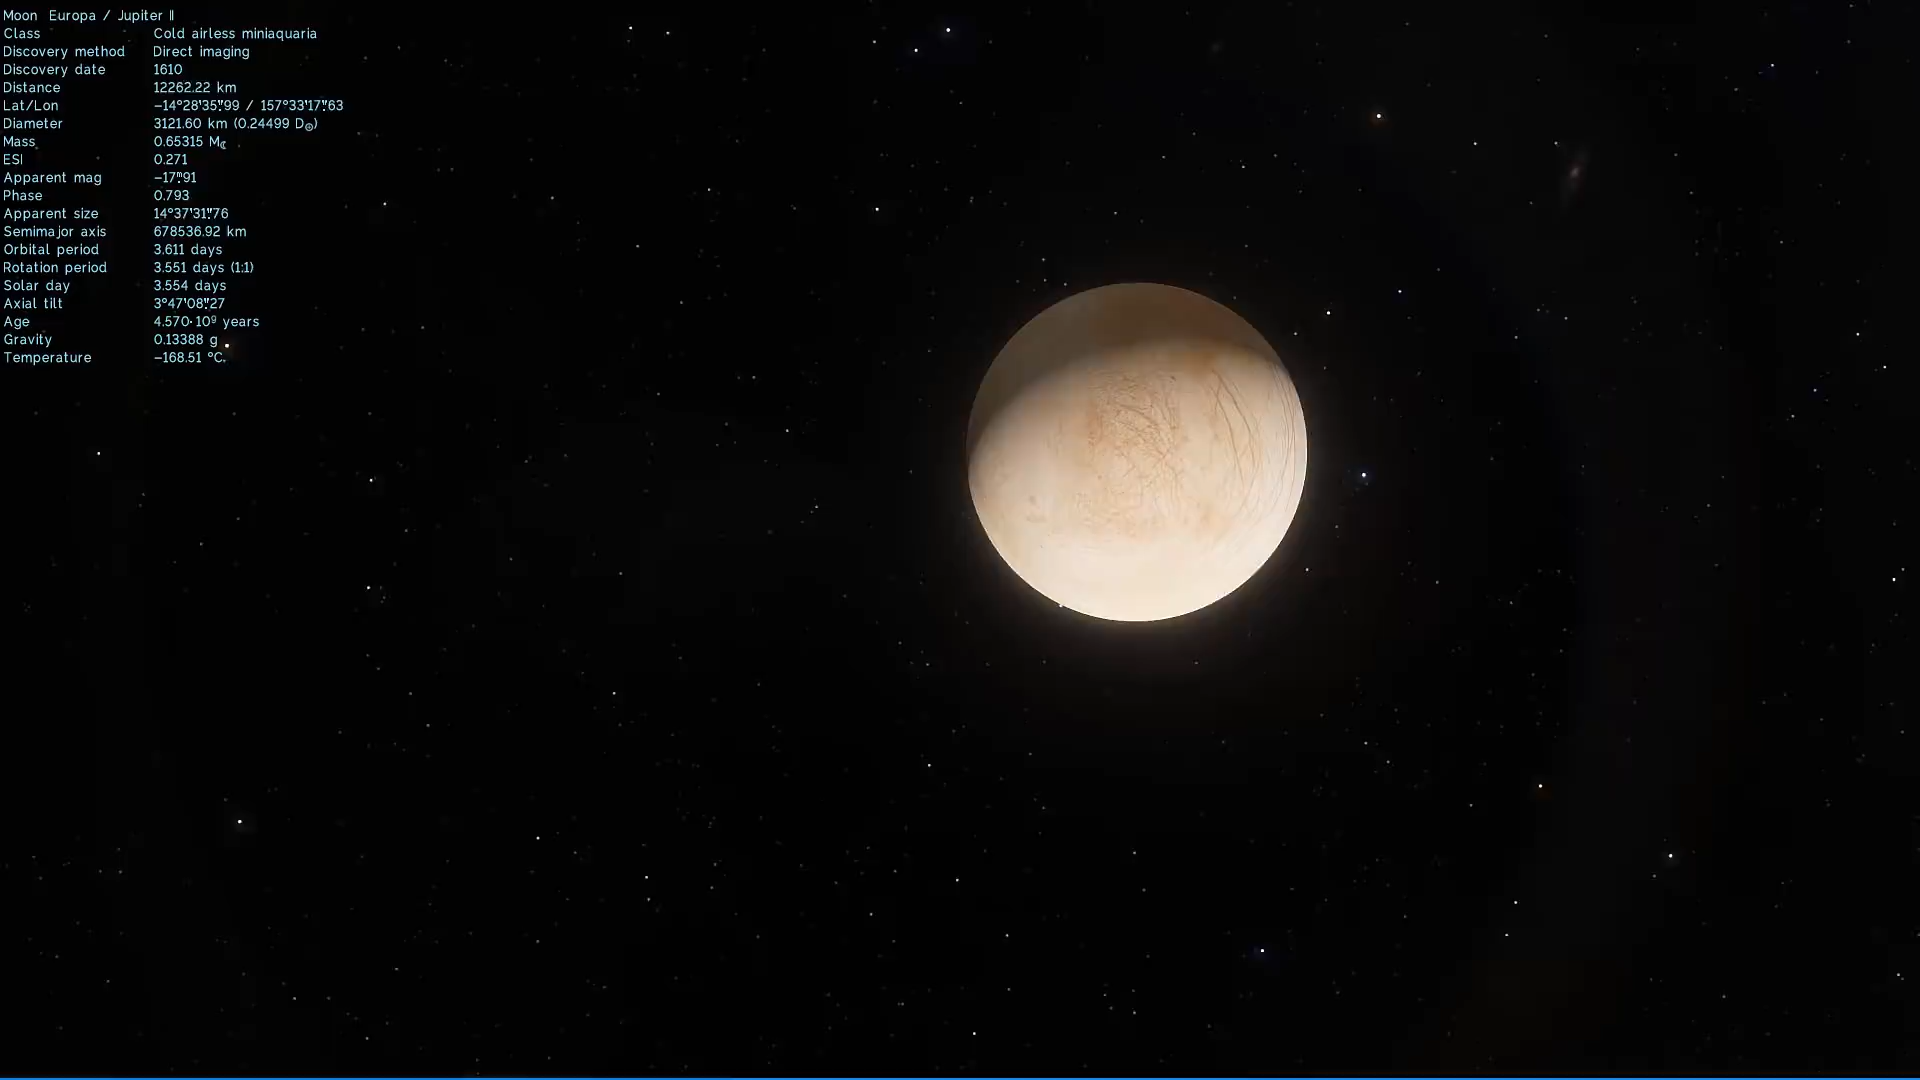 Moon Europa / Jupiter II
Class Cold airless miniaquaria
Discovery method Direct imaging
Discovery date 1610
Distance 12262.22 km
Lat/Lon −14°28'35."99 / 157°33'17."63
Diameter 3121.60 km (0.24499 D⊕)
Mass 0.65315 M☾
ESI 0.271
Apparent mag −17.ᵐ91
Phase 0.793
Apparent size 14°37'31."76
Semimajor axis 678536.92 km
Orbital period 3.611 days
Rotation period 3.551 days (1:1)
Solar day 3.554 days
Axial tilt 3°47'08."27
Age 4.570·10⁹ years
Gravity 0.13388 g
Temperature −168.51 °C